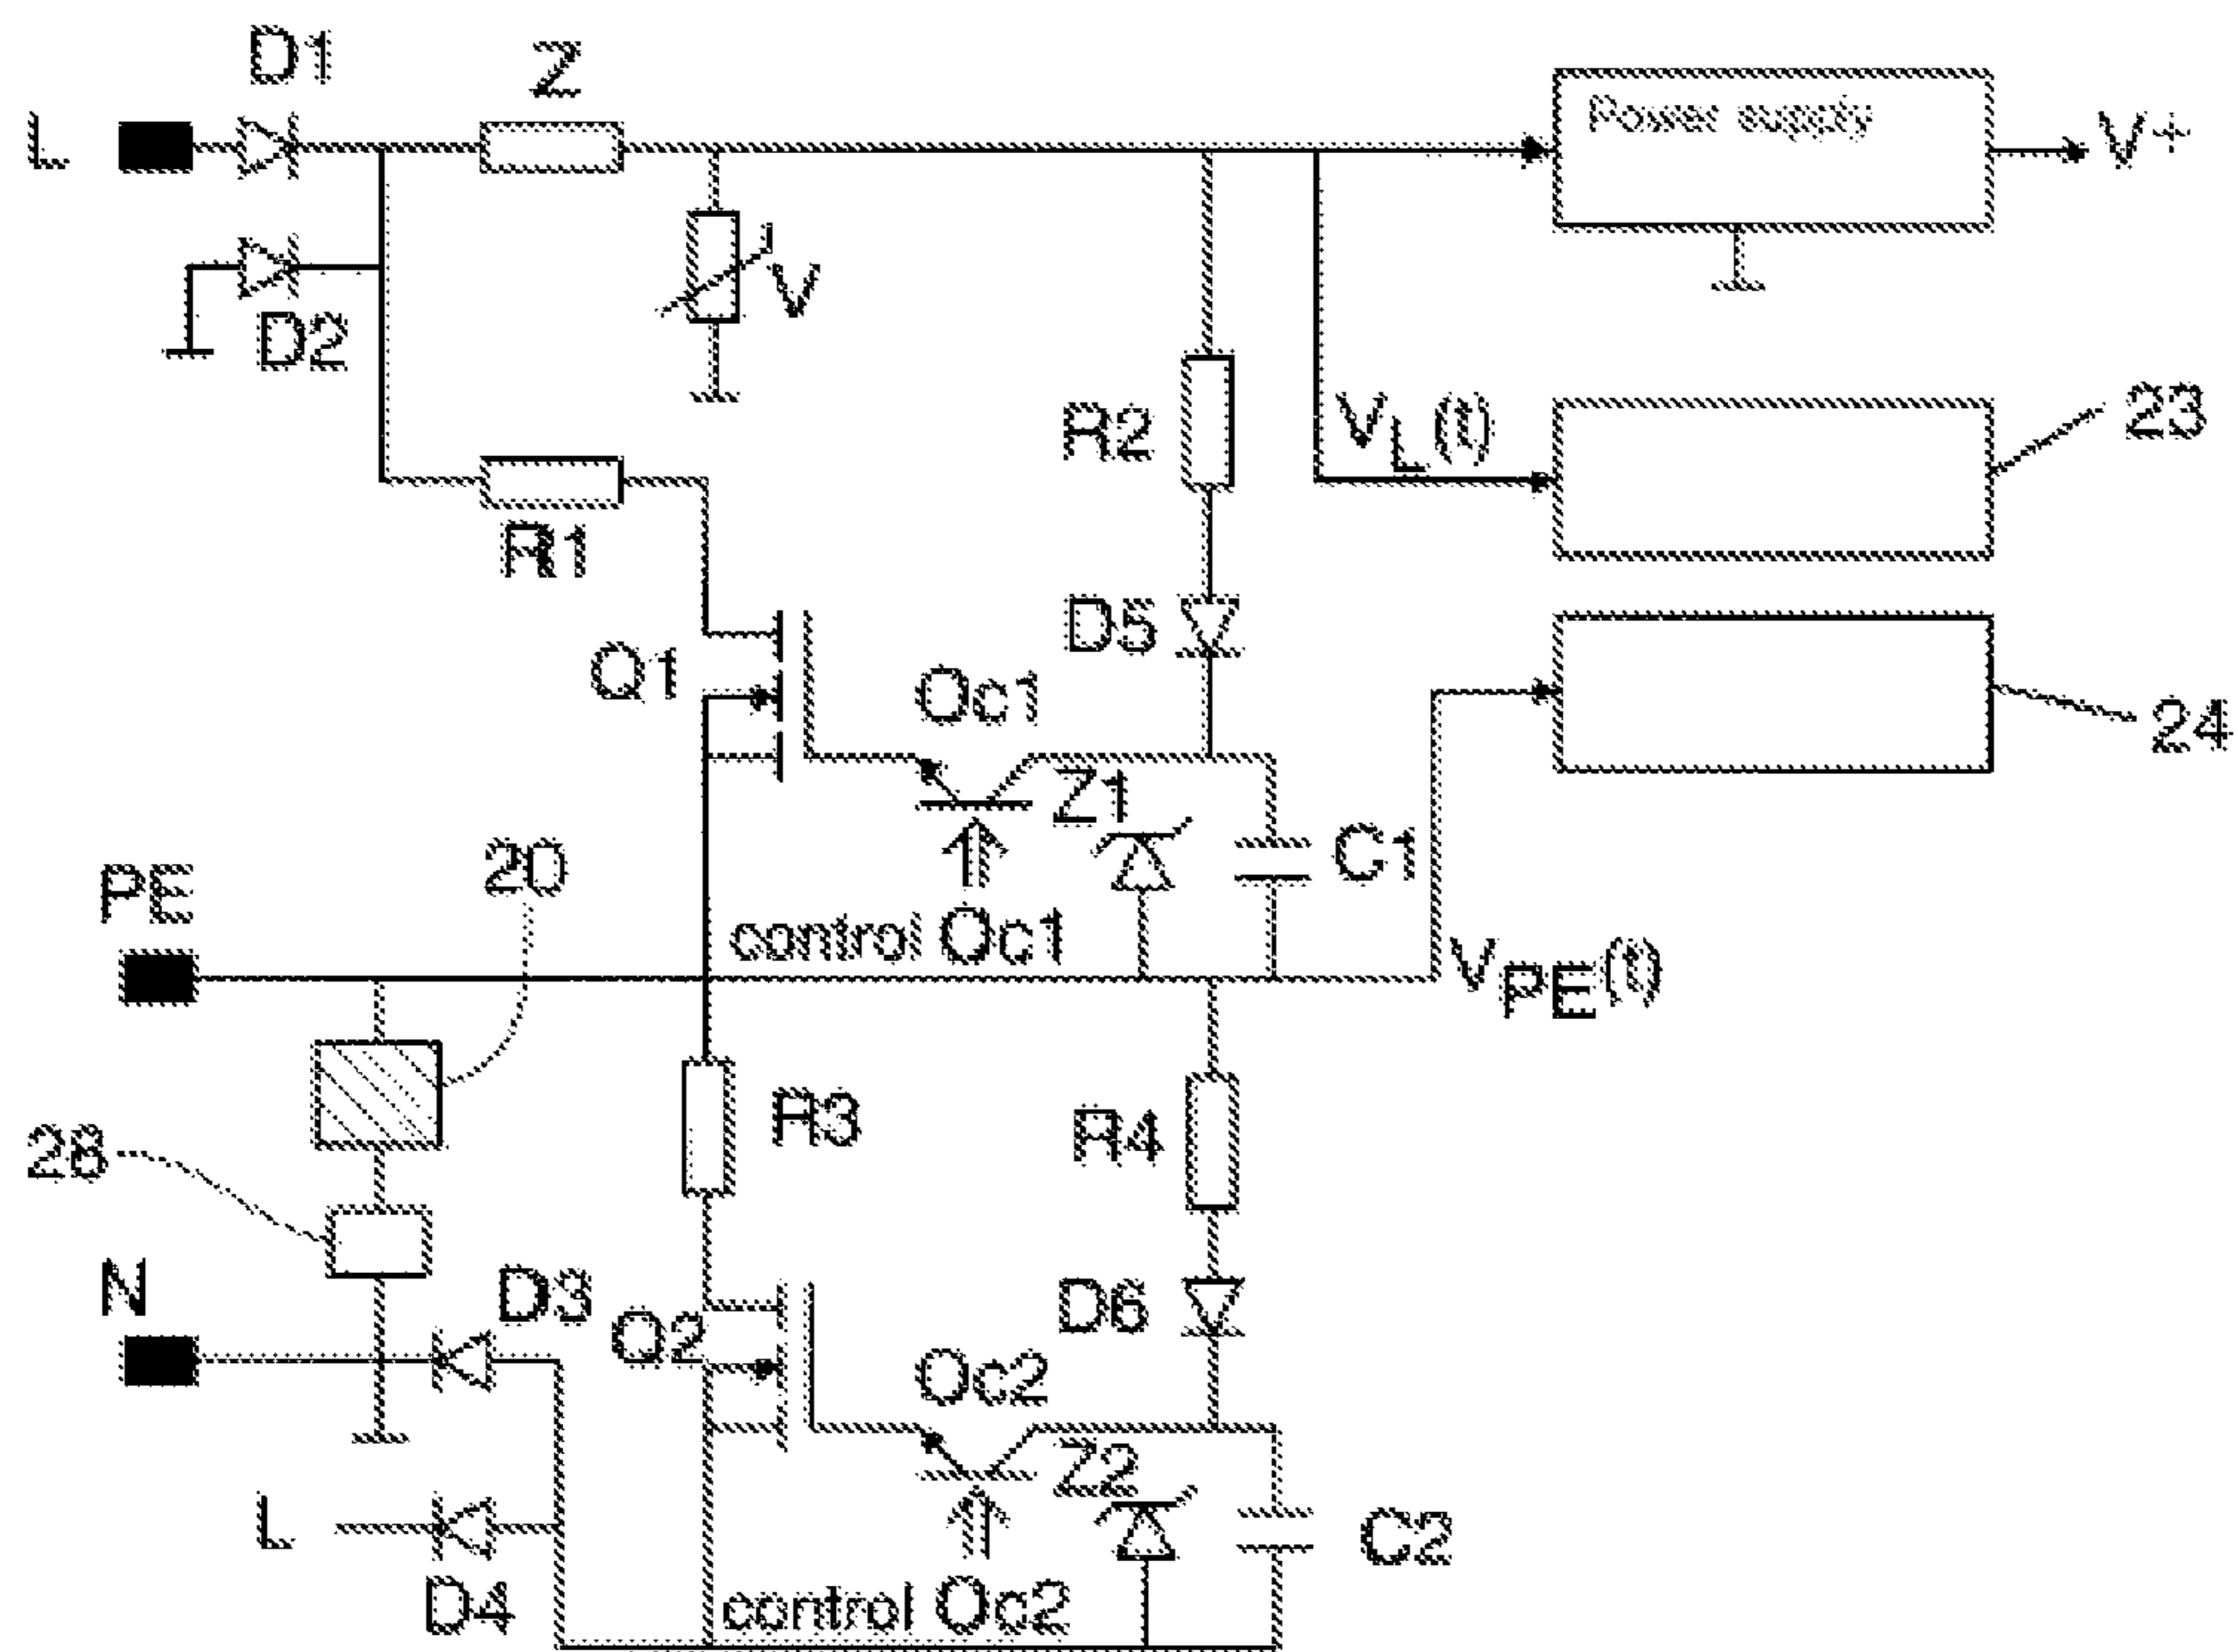 D1
Z
L
Power supply
V+
D2
V
R2
VL(t)
23
R1
D5
Q1
Oc1
24
Z1
C1
PE
20
control Oc1
VPE(t)
R3
R4
28
N
D3
D6
Q2
Oc2
Z2
L
C2
D4
control Oc2